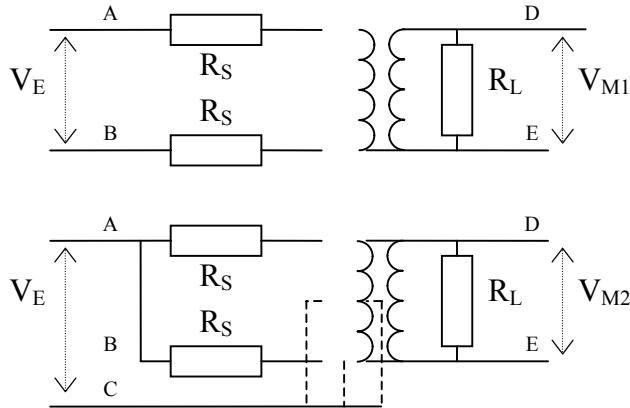 A D
R_S
V_E R_L V_M1
R_S
B E
A D
R_S
V_E R_L V_M2
R_S
B E
C